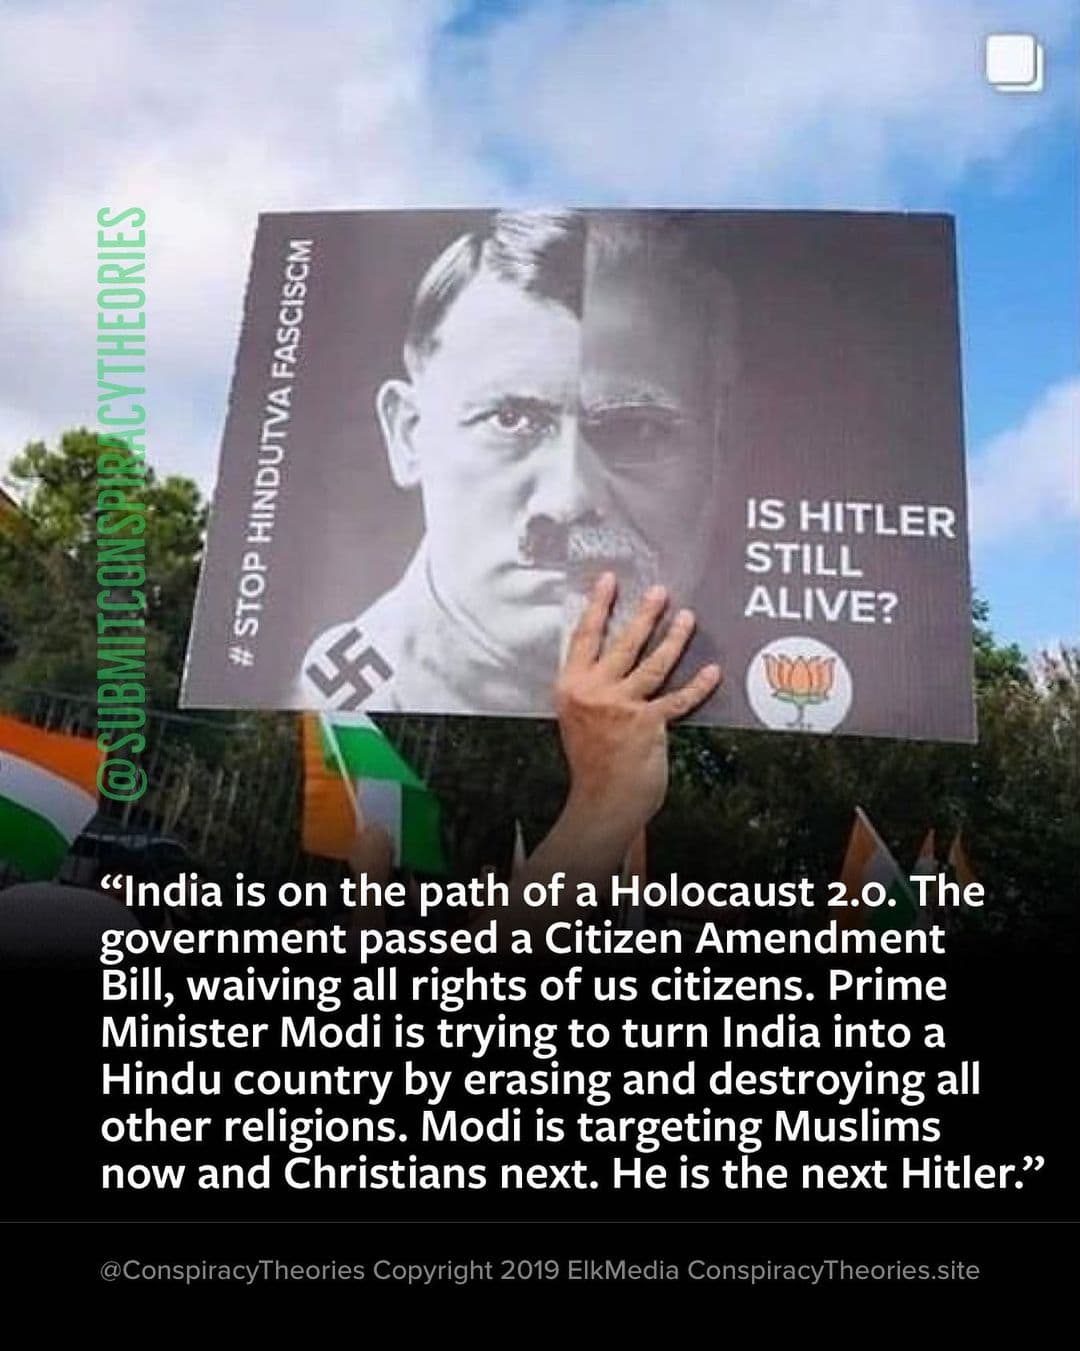 @SUBMITCONSPIRACYTHEORIES
# STOP HINDUTVA FASCISCM
IS HITLER
STILL
ALIVE?
“India is on the path of a Holocaust 2.0. The
government passed a Citizen Amendment
Bill, waiving all rights of us citizens. Prime
Minister Modi is trying to turn India into a
Hindu country by erasing and destroying all
other religions. Modi is targeting Muslims
now and Christians next. He is the next Hitler.”
@ConspiracyTheories Copyright 2019 ElkMedia ConspiracyTheories.site